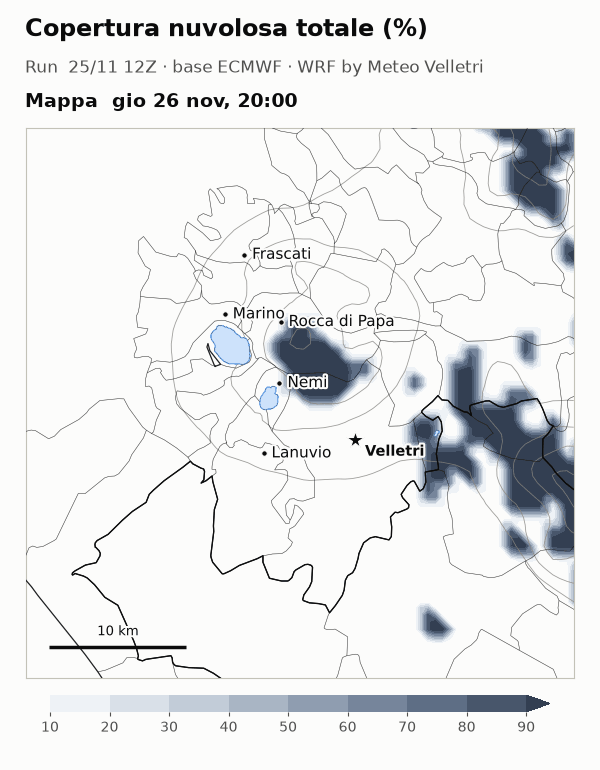 Copertura nuvolosa totale (%)
Run  25/11 12Z · base ECMWF · WRF by Meteo Velletri
Mappa  gio 26 nov, 20:00
Frascati
Marino
Rocca di Papa
Nemi
Velletri
Lanuvio
10 km
10 20 30 40 50 60 70 80 90